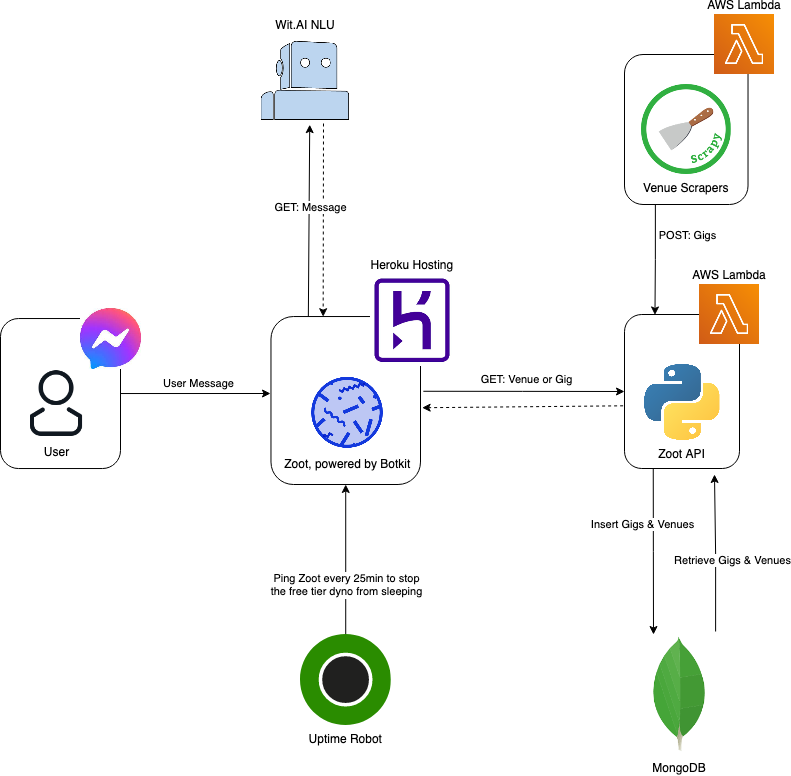 Wit.AI NLU
AWS Lambda
Scrapy
Venue Scrapers
GET: Message
POST: Gigs
Heroku Hosting
AWS Lambda
User Message
GET: Venue or Gig
User
Zoot, powered by Botkit
Zoot API
Insert Gigs & Venues
Retrieve Gigs & Venues
Ping Zoot every 25min to stop
the free tier dyno from sleeping
Uptime Robot
MongoDB